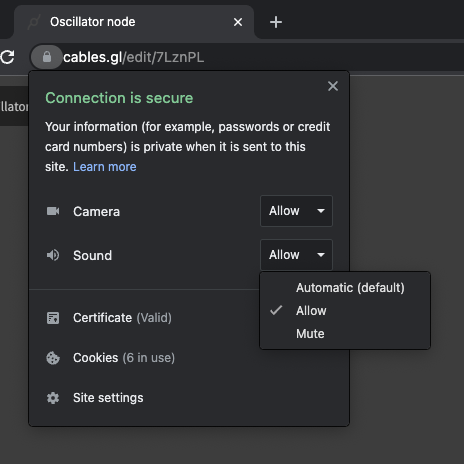 Oscillator node
cables.gl/edit/7LznPL
llator
Connection is secure
Your information (for example, passwords or credit
card numbers) is private when it is sent to this
site. Learn more
Camera Allow
Sound Allow
Automatic (default)
Allow
Mute
Certificate (Valid)
Cookies (6 in use)
Site settings